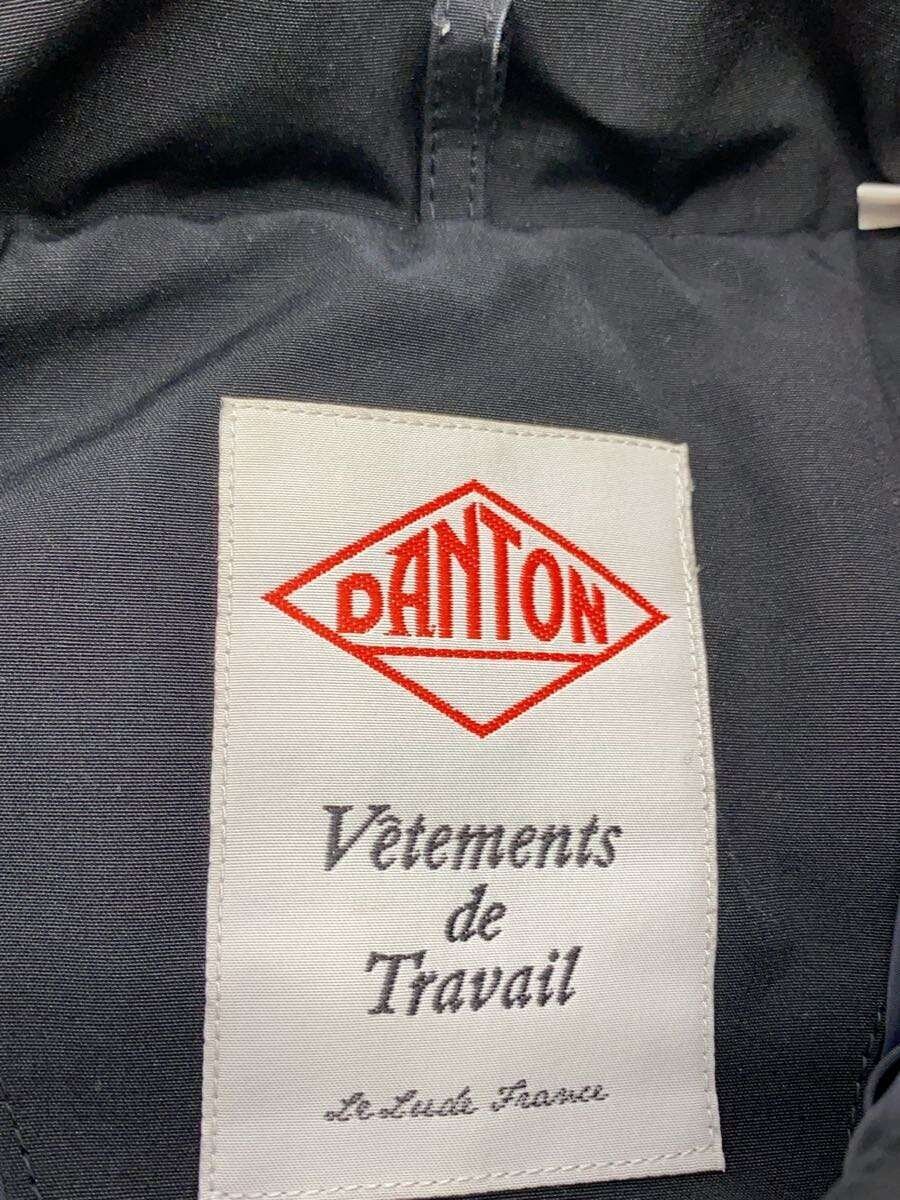 DANTON
Vêtements
de
Travail
Le Lude France